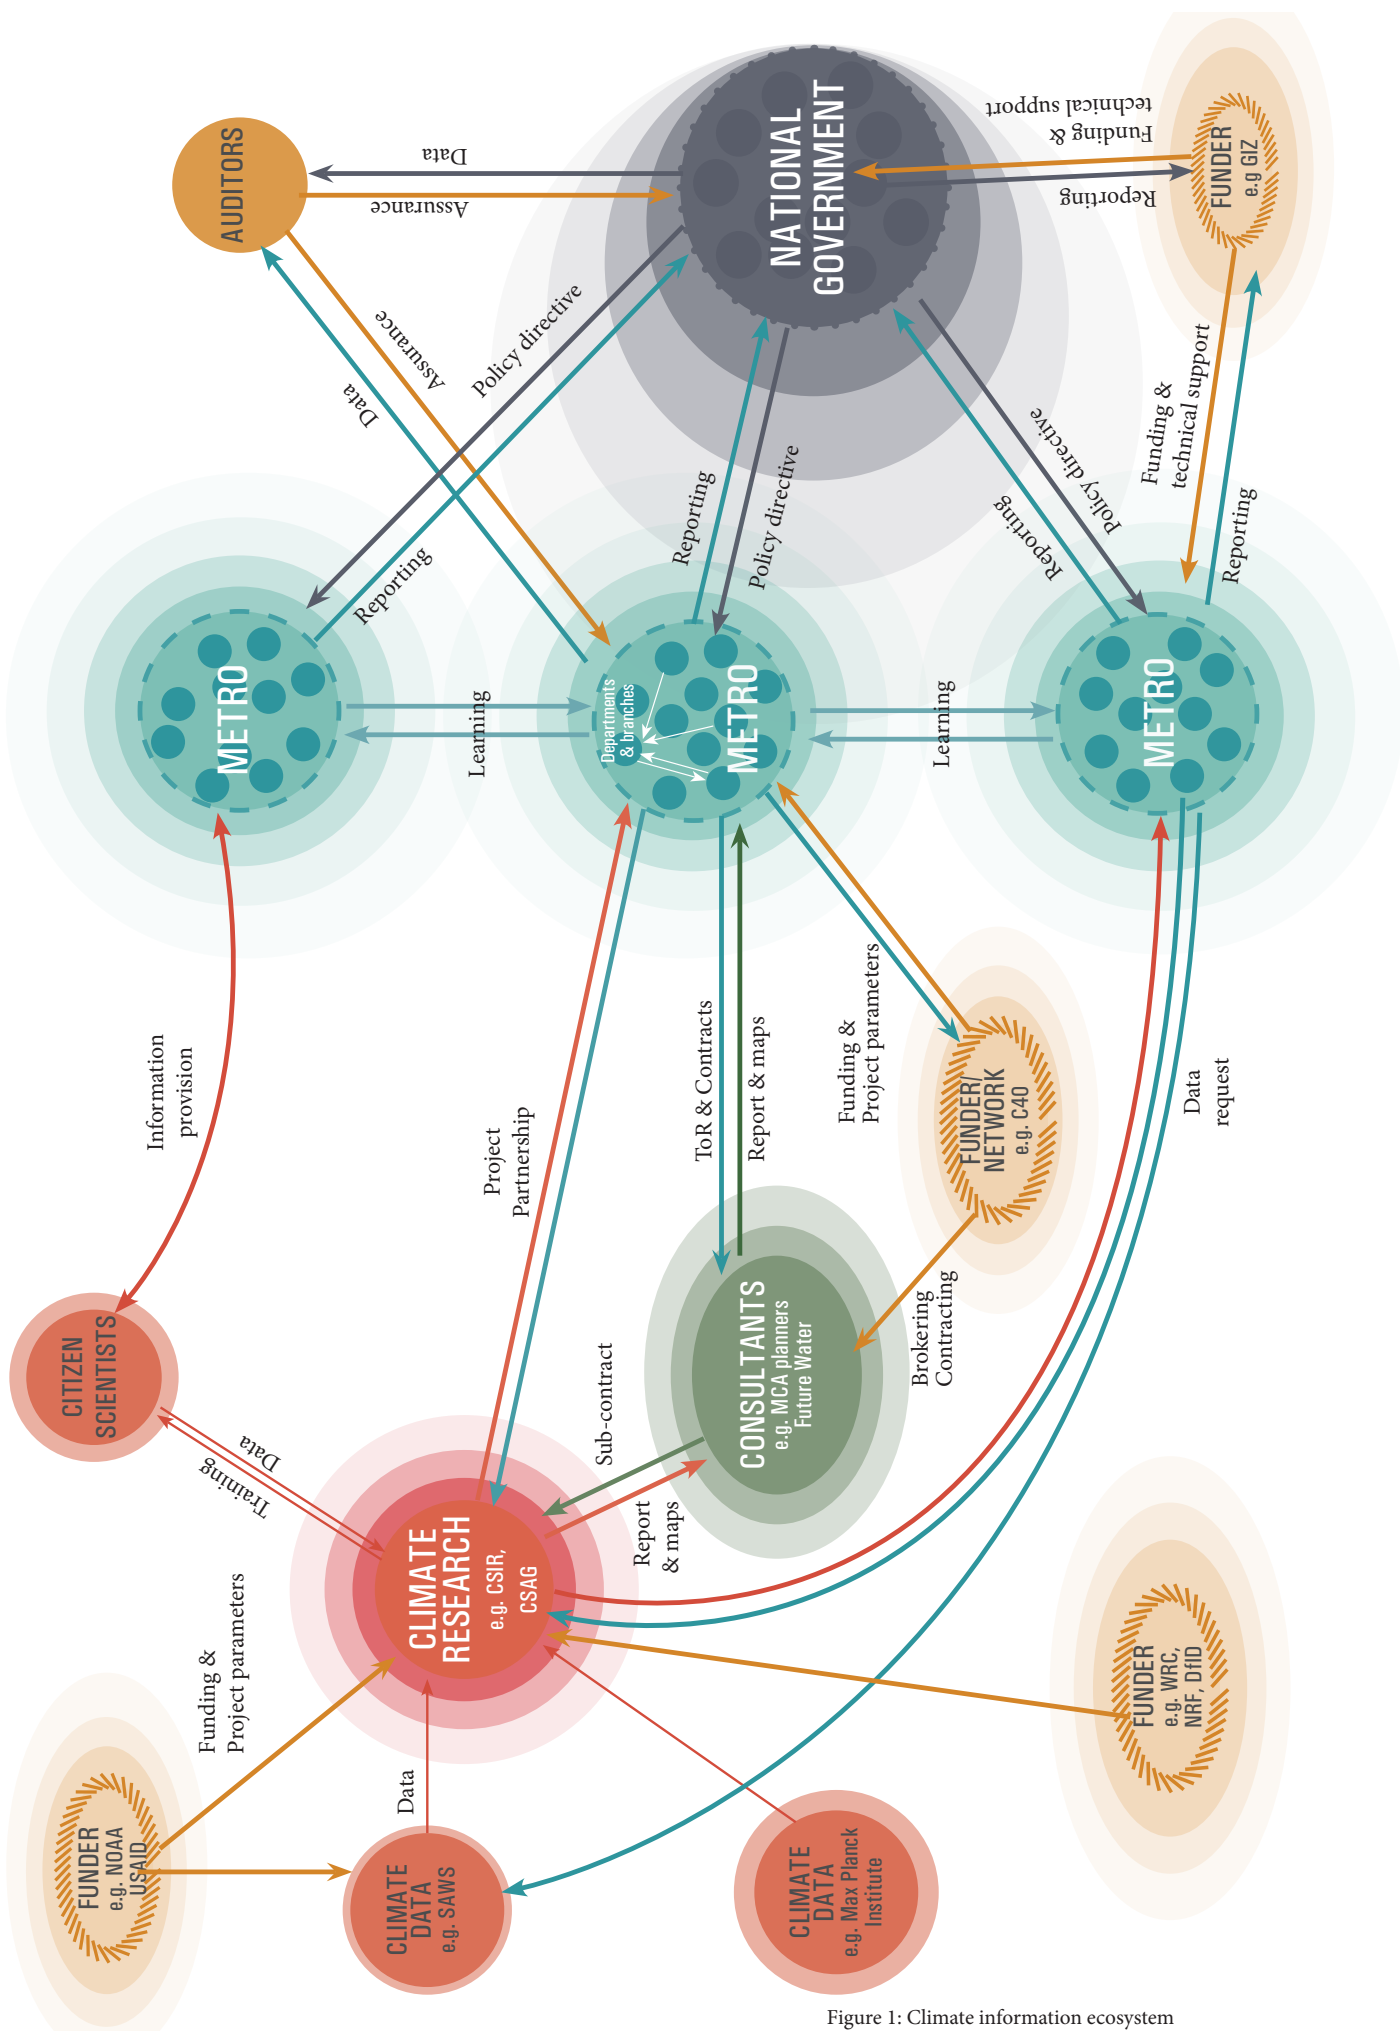 AUDITORS
Data
Assurance
NATIONAL
GOVERNMENT
Funding &
technical support
Reporting
FUNDER
e.g GIZ
Assurance
Data
Policy directive
Reporting
Reporting
Policy directive
Policy directive
Reporting
Funding &
technical support
Reporting
METRO
Learning
Departments
& branches
METRO
Learning
METRO
Information
provision
Project
Partnership
ToR & Contracts
Report & maps
Funding &
Project parameters
FUNDER/
NETWORK
e.g. C40
Data
request
CITIZEN
SCIENTISTS
Data
Training
Sub-contract
Report
& maps
CONSULTANTS
e.g. MCA planners
Future Water
Brokering
Contracting
CLIMATE
RESEARCH
e.g. CSIR,
CSAG
Funding &
Project parameters
FUNDER
e.g. NOAA
USAID
Data
CLIMATE
DATA
e.g. SAWS
CLIMATE
DATA
e.g. Max Planck
Institute
FUNDER
e.g. WRC,
NRF, DfID
Figure 1: Climate information ecosystem